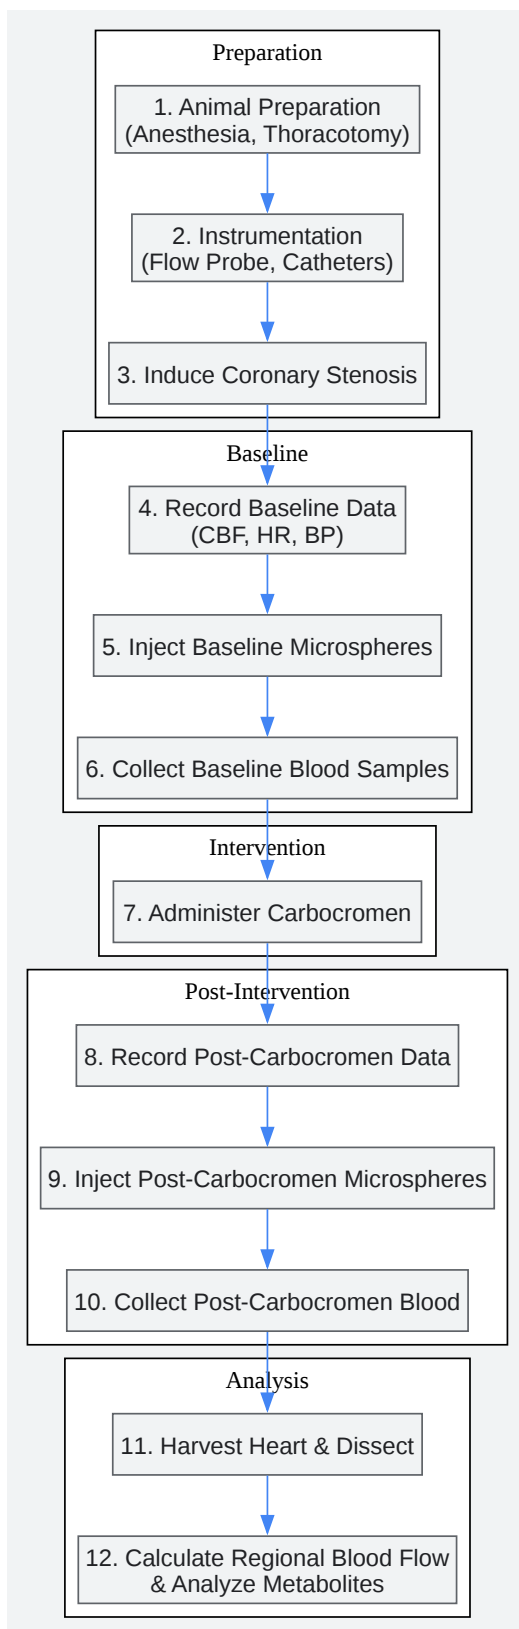 Preparation
1. Animal Preparation
(Anesthesia, Thoracotomy)
2. Instrumentation
(Flow Probe, Catheters)
3. Induce Coronary Stenosis
Baseline
4. Record Baseline Data
(CBF, HR, BP)
5. Inject Baseline Microspheres
6. Collect Baseline Blood Samples
Intervention
7. Administer Carbocromen
Post-Intervention
8. Record Post-Carbocromen Data
9. Inject Post-Carbocromen Microspheres
10. Collect Post-Carbocromen Blood
Analysis
11. Harvest Heart & Dissect
12. Calculate Regional Blood Flow
& Analyze Metabolites